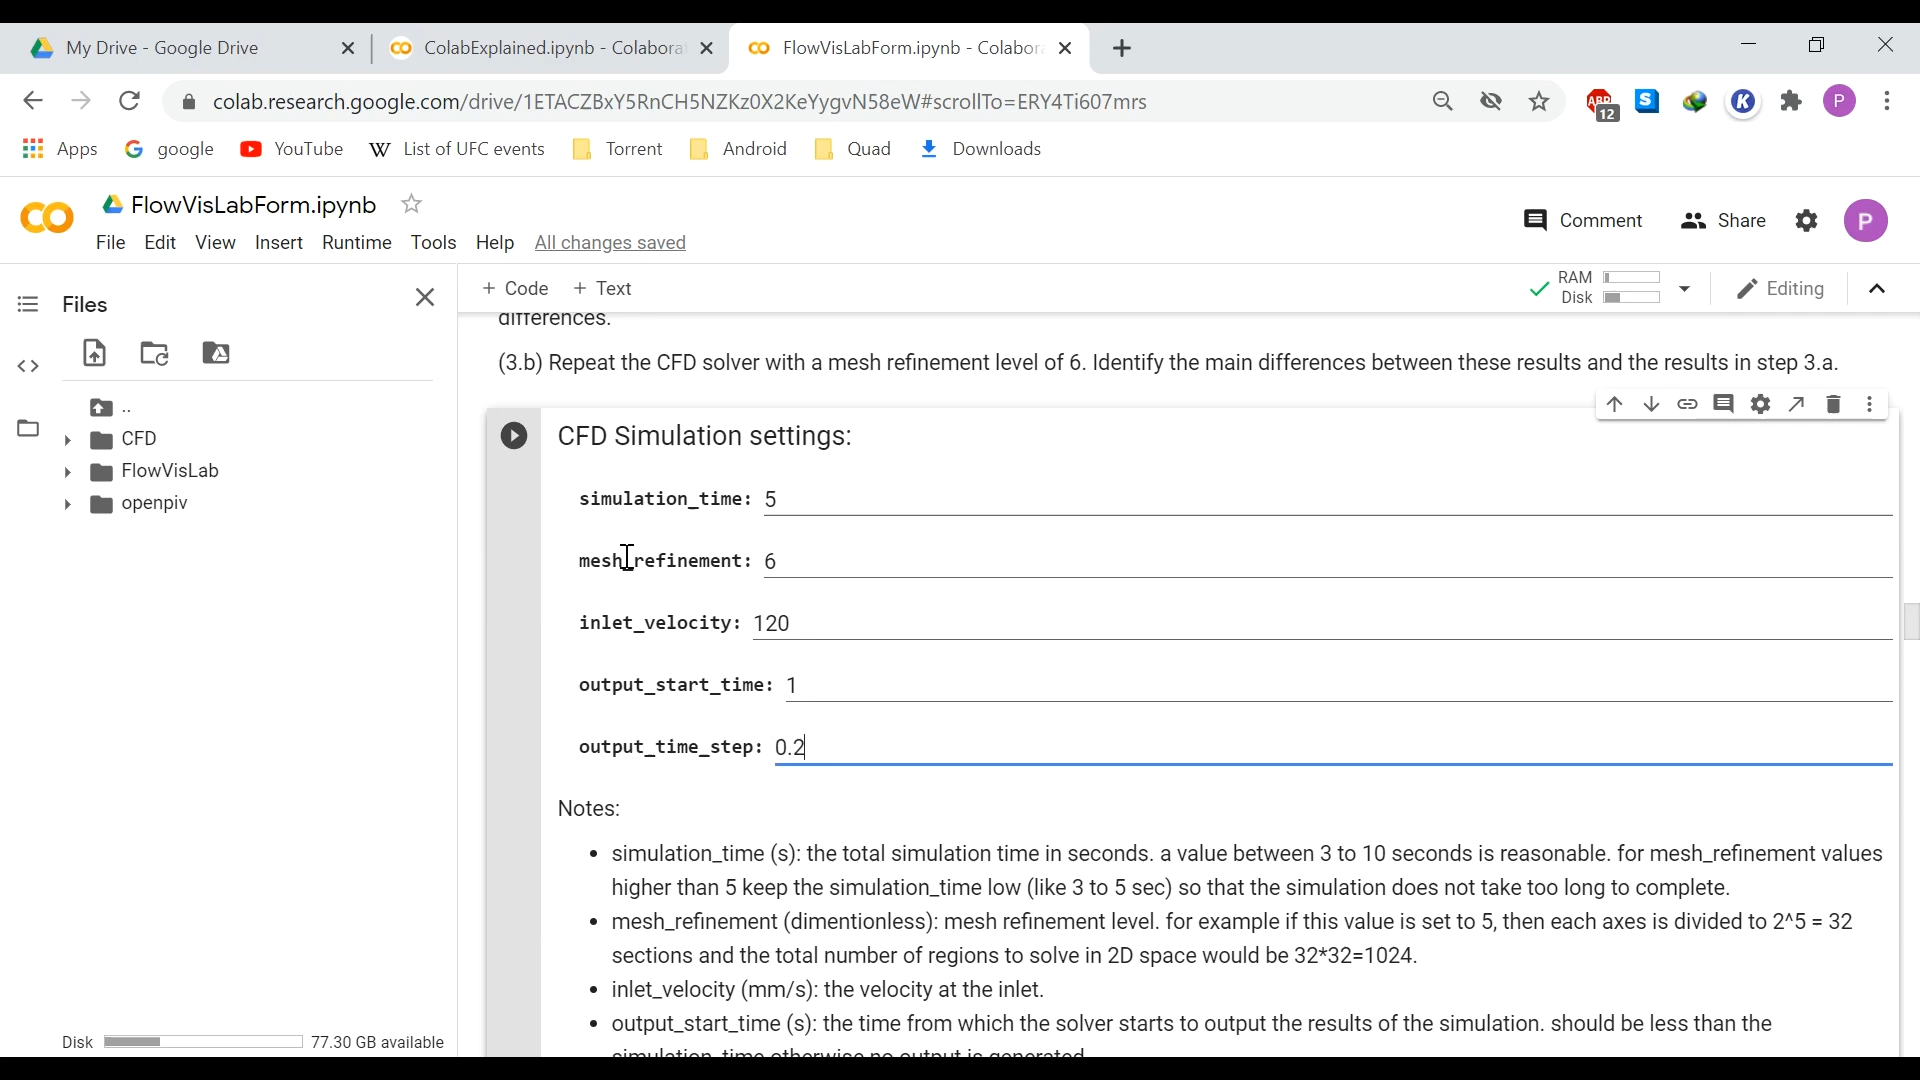 My Drive - Google Drive
ColabExplained.ipynb - Colabora
FlowVisLabForm.ipynb - Colabora
colab.research.google.com/drive/1ETACZBxY5RnCH5NZKz0X2KeYygvN58eW#scrollTo=ERY4Ti607mrs
ABP
12
S
K
P
Apps
google
YouTube
W List of UFC events
Torrent
Android
Quad
Downloads
FlowVisLabForm.ipynb
Comment
Share
P
File Edit View Insert Runtime Tools Help All changes saved
Files
+ Code + Text
RAM
Disk
Editing
..
CFD
FlowVisLab
openpiv
Disk 77.30 GB available
differences.
(3.b) Repeat the CFD solver with a mesh refinement level of 6. Identify the main differences between these results and the results in step 3.a.
CFD Simulation settings:
simulation_time: 5
mesh_refinement: 6
inlet_velocity: 120
output_start_time: 1
output_time_step: 0.2
Notes:
• simulation_time (s): the total simulation time in seconds. a value between 3 to 10 seconds is reasonable. for mesh_refinement values
higher than 5 keep the simulation_time low (like 3 to 5 sec) so that the simulation does not take too long to complete.
• mesh_refinement (dimentionless): mesh refinement level. for example if this value is set to 5, then each axes is divided to 2^5 = 32
sections and the total number of regions to solve in 2D space would be 32*32=1024.
• inlet_velocity (mm/s): the velocity at the inlet.
• output_start_time (s): the time from which the solver starts to output the results of the simulation. should be less than the
simulation_time otherwise no output is generated